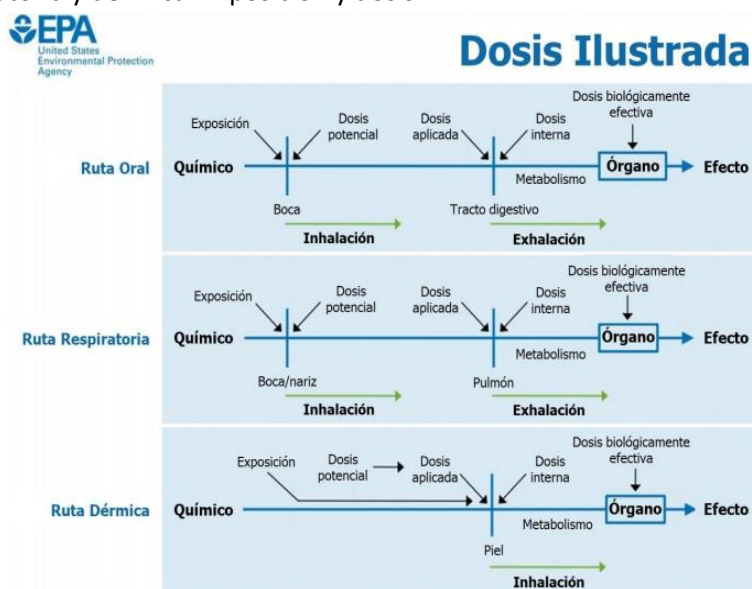 EPA
United States
Environmental Protection
Agency
Dosis Ilustrada
Ruta Oral
Químico
Exposición
Dosis
potencial
Boca
Inhalación
Dosis
aplicada
Dosis
interna
Tracto digestivo
Metabolismo
Exhalación
Dosis biológicamente
efectiva
Órgano
Efecto
Ruta Respiratoria
Químico
Exposición
Dosis
potencial
Boca/nariz
Inhalación
Dosis
aplicada
Dosis
interna
Pulmón
Metabolismo
Exhalación
Dosis biológicamente
efectiva
Órgano
Efecto
Ruta Dérmica
Químico
Exposición
Dosis
potencial
Dosis
aplicada
Dosis
interna
Piel
Metabolismo
Inhalación
Dosis biológicamente
efectiva
Órgano
Efecto